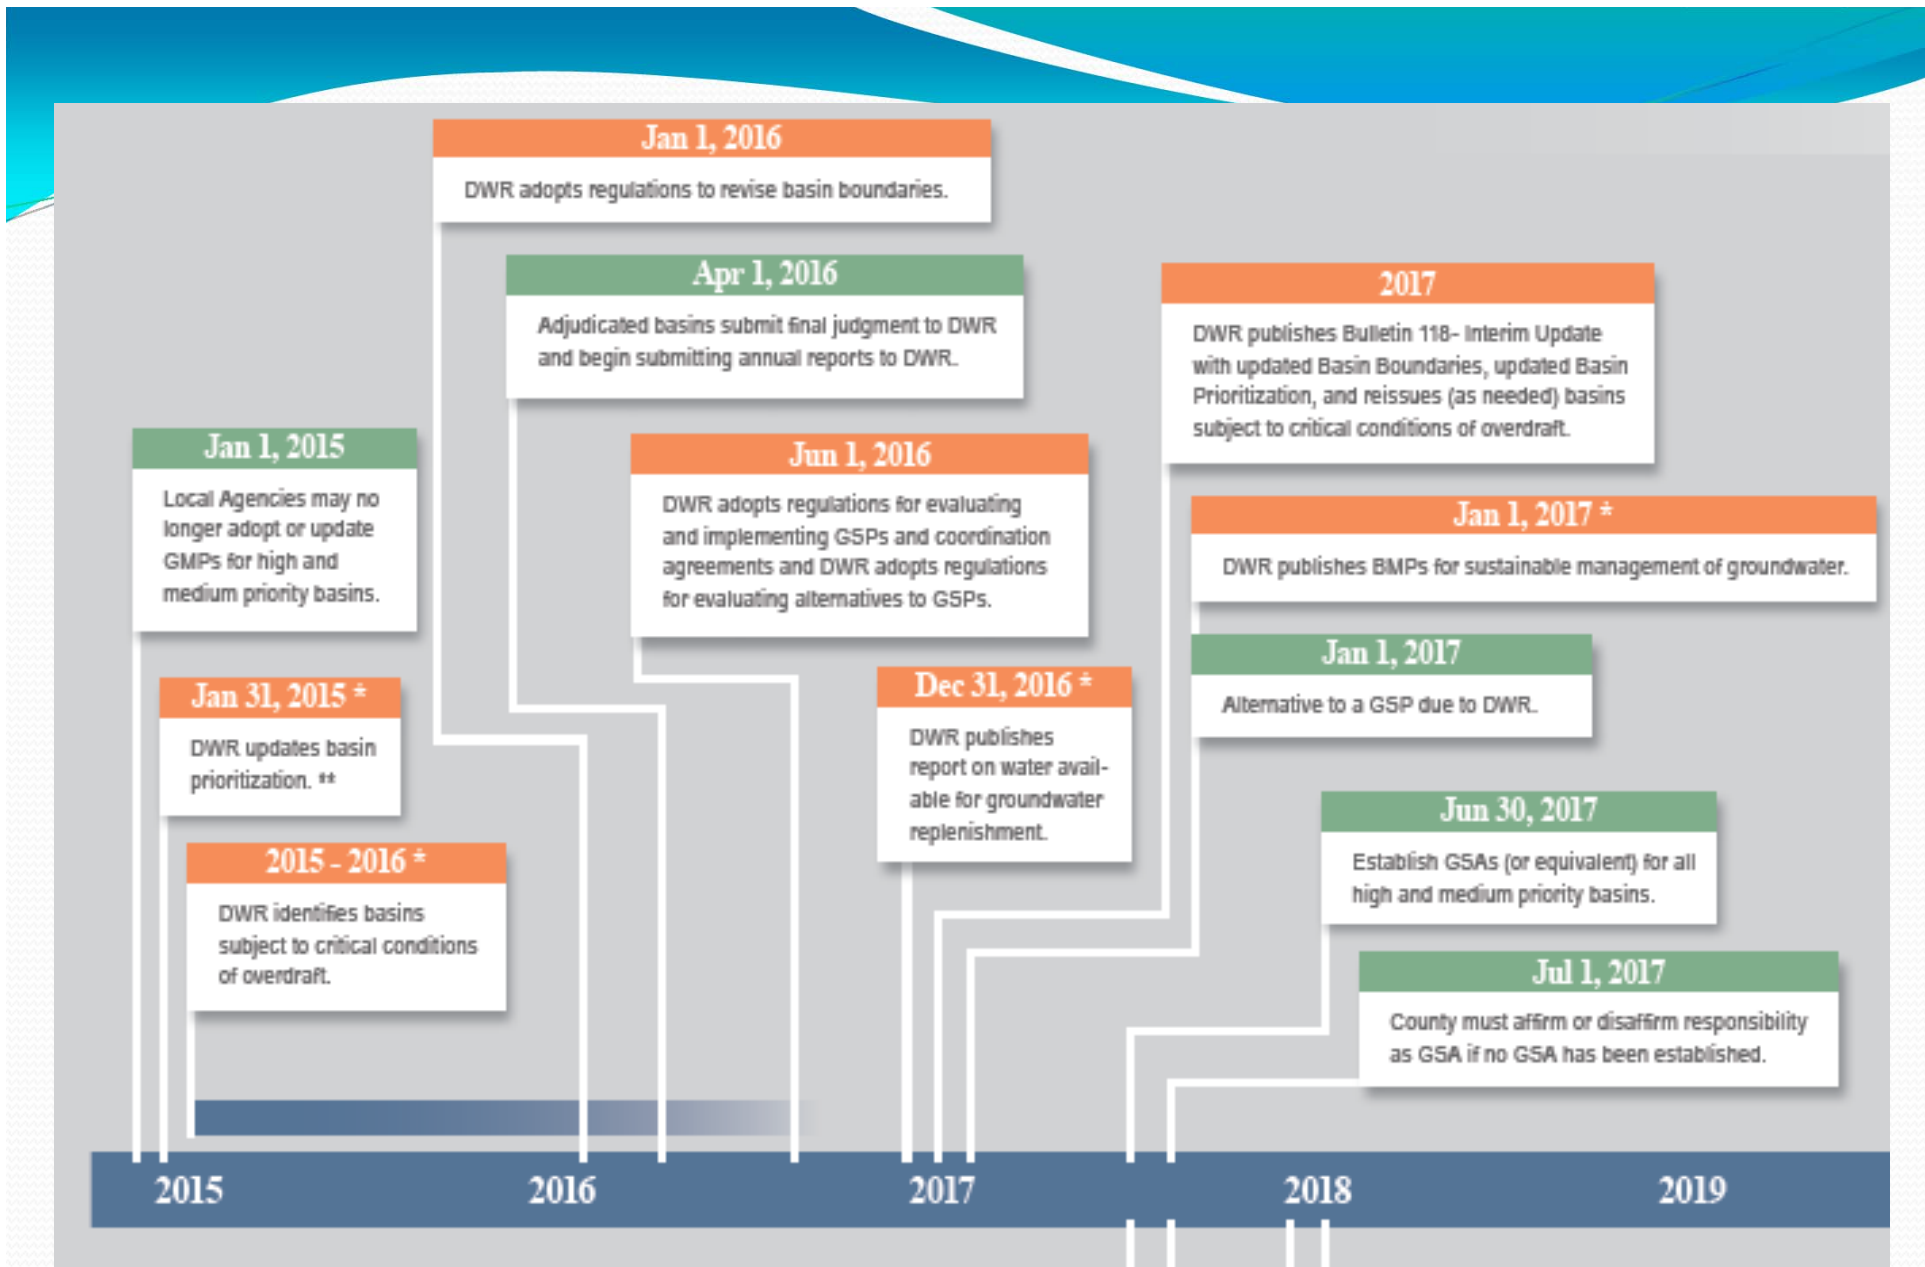 Jan 1, 2016
DWR adopts regulations to revise basin boundaries.
Apr 1, 2016
Adjudicated basins submit final judgment to DWR
and begin submitting annual reports to DWR.
2017
DWR publishes Bulletin 118- Interim Update
with updated Basin Boundaries, updated Basin
Prioritization, and reissues (as needed) basins
subject to critical conditions of overdraft.
Jan 1, 2015
Local Agencies may no
longer adopt or update
GMPs for high and
medium priority basins.
Jun 1, 2016
DWR adopts regulations for evaluating
and implementing GSPs and coordination
agreements and DWR adopts regulations
for evaluating alternatives to GSPs.
Jan 1, 2017 *
DWR publishes BMPs for sustainable management of groundwater.
Jan 1, 2017
Alternative to a GSP due to DWR.
Jan 31, 2015 *
DWR updates basin
prioritization. **
Dec 31, 2016 *
DWR publishes
report on water avail-
able for groundwater
replenishment.
Jun 30, 2017
Establish GSAs (or equivalent) for all
high and medium priority basins.
2015 - 2016 *
DWR identifies basins
subject to critical conditions
of overdraft.
Jul 1, 2017
County must affirm or disaffirm responsibility
as GSA if no GSA has been established.
2015 2016 2017 2018 2019